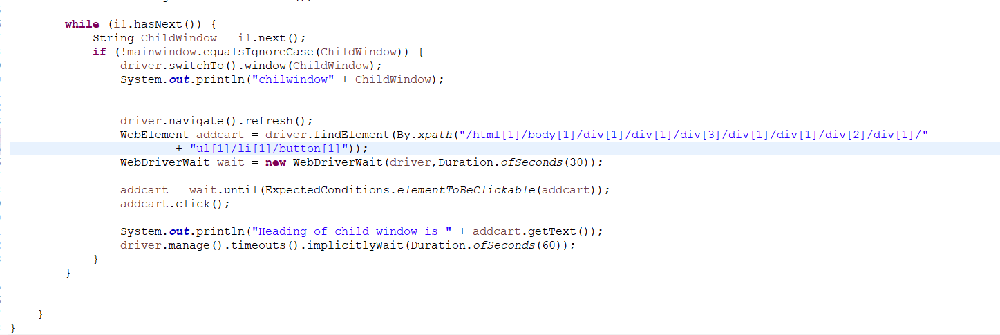 while (i1.hasNext()) {
String ChildWindow = i1.next();
if (!mainwindow.equalsIgnoreCase(ChildWindow)) {
driver.switchTo().window(ChildWindow);
System.out.println("chilwindow" + ChildWindow);
driver.navigate().refresh();
WebElement addcart = driver.findElement(By.xpath("/html[1]/body[1]/div[1]/div[1]/div[3]/div[1]/div[1]/div[2]/div[1]/"
+ "ul[1]/li[1]/button[1]"));
WebDriverWait wait = new WebDriverWait(driver,Duration.ofSeconds(30));
addcart = wait.until(ExpectedConditions.elementToBeClickable(addcart));
addcart.click();
System.out.println("Heading of child window is " + addcart.getText());
driver.manage().timeouts().implicitlyWait(Duration.ofSeconds(60));
}
}
}
}